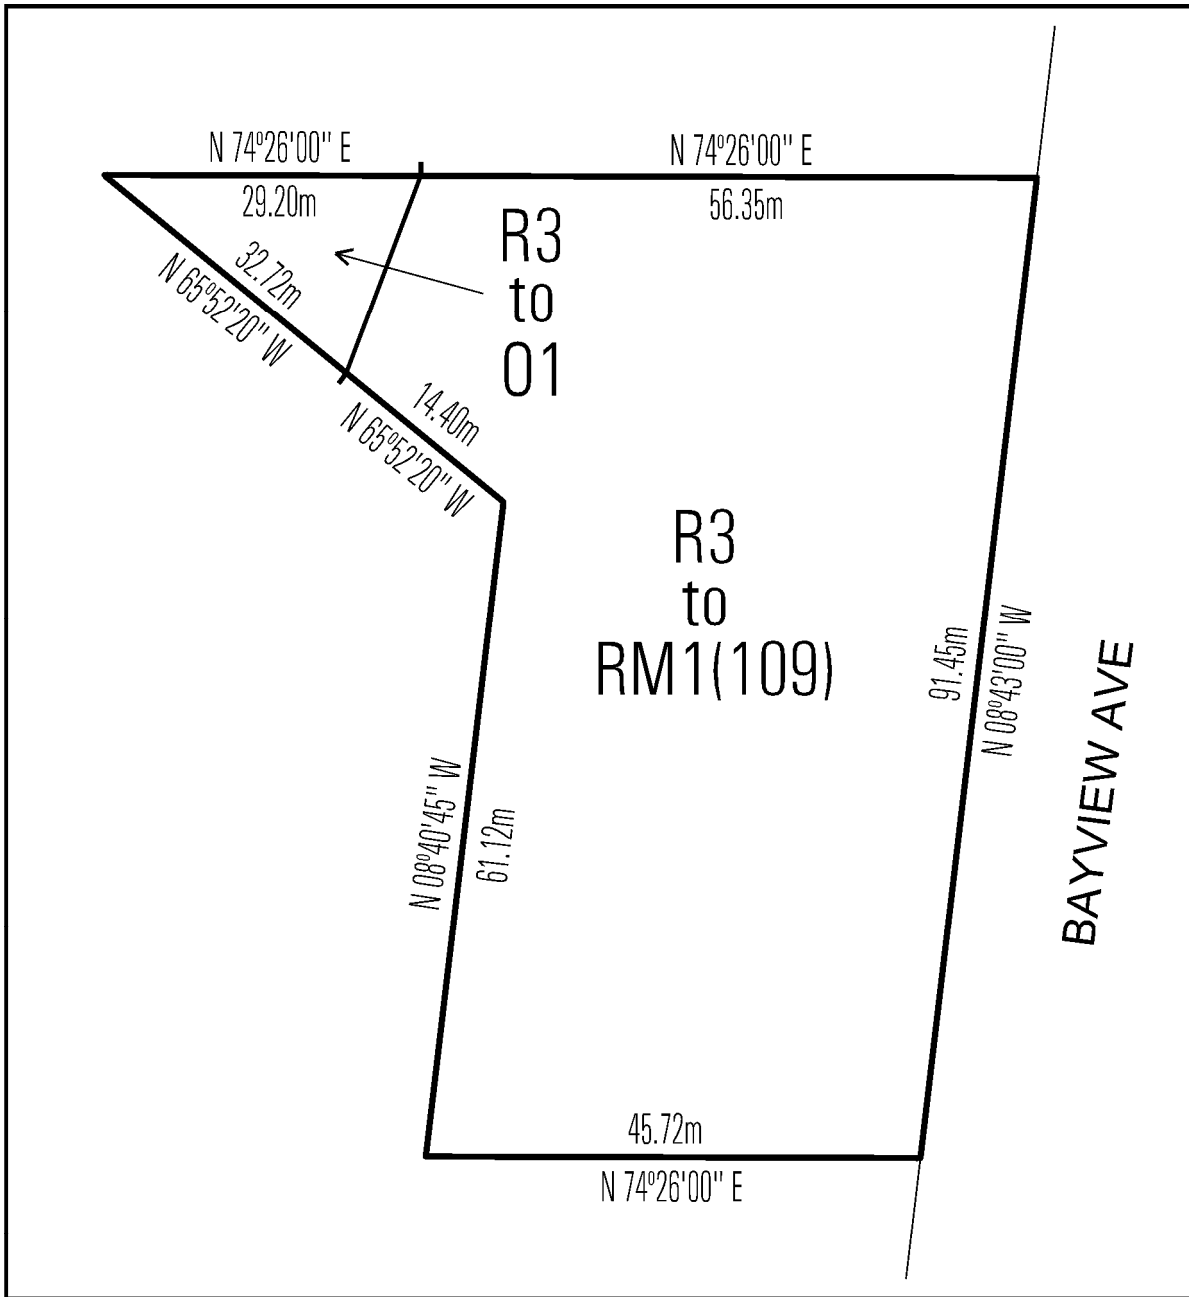 N 74º26'00" E
N 74º26'00" E
29.20m
56.35m
R3
to
01
32.72m
N 65º52'20" W
14.40m
N 65º52'20" W
R3
to
RM1(109)
91.45m
N 08º43'00" W
BAYVIEW AVE
N 08º40'45" W
61.12m
45.72m
N 74º26'00" E